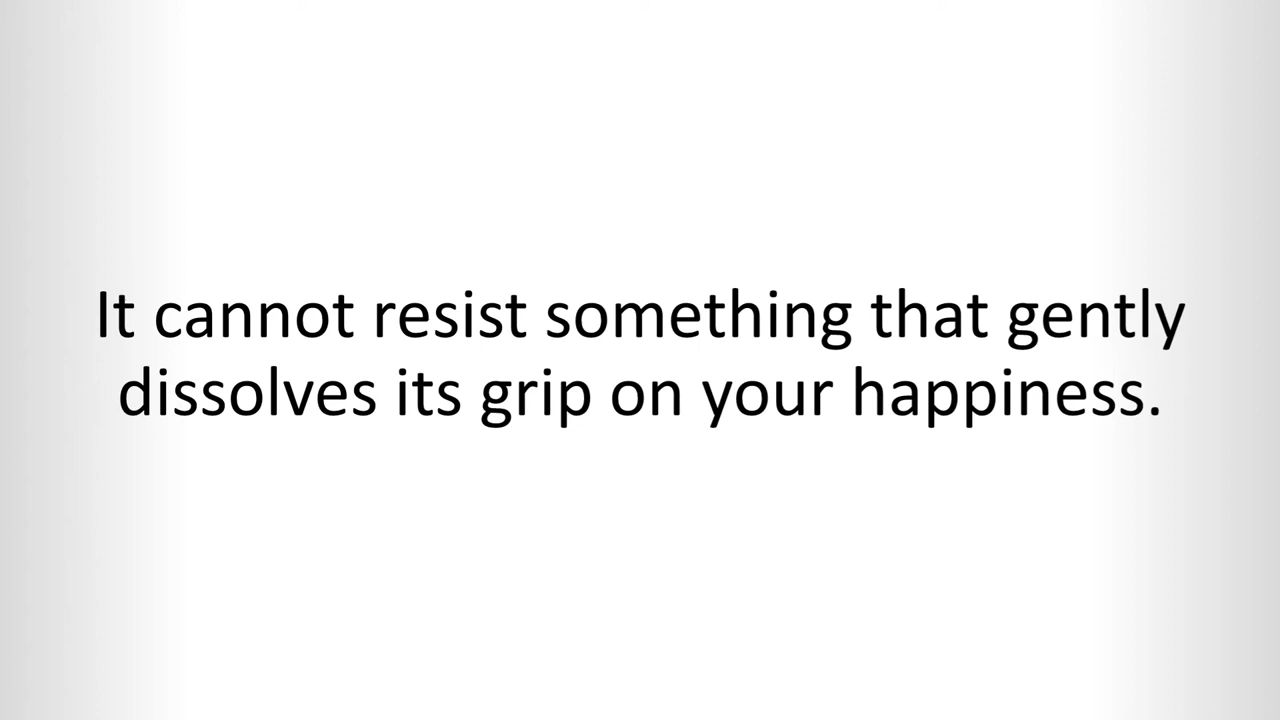 It cannot resist something that gently
dissolves its grip on your happiness.